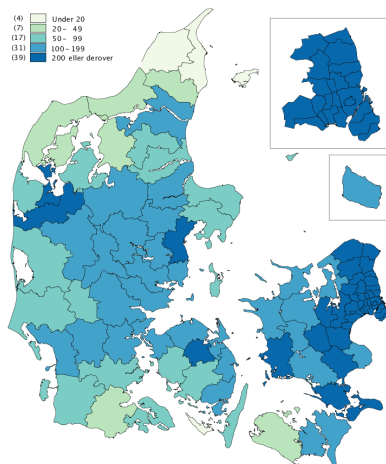 (4) Under 20
(7) 20- 49
(17) 50- 99
(31) 100-199
(39) 200 eller derover